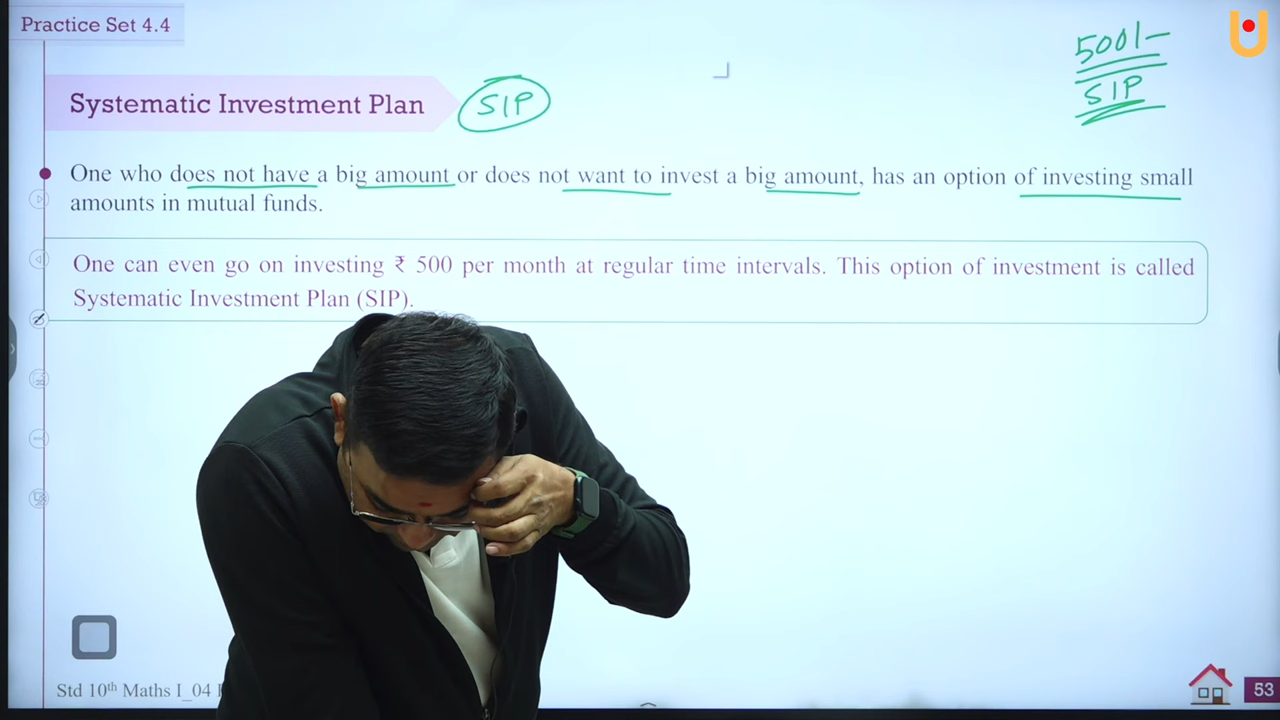 Practice Set 4.4
500/-
SIP
Systematic Investment Plan SIP
One who does not have a big amount or does not want to invest a big amount, has an option of investing small
amounts in mutual funds.
One can even go on investing ₹ 500 per month at regular time intervals. This option of investment is called
Systematic Investment Plan (SIP).
Std 10th Maths I_04
53